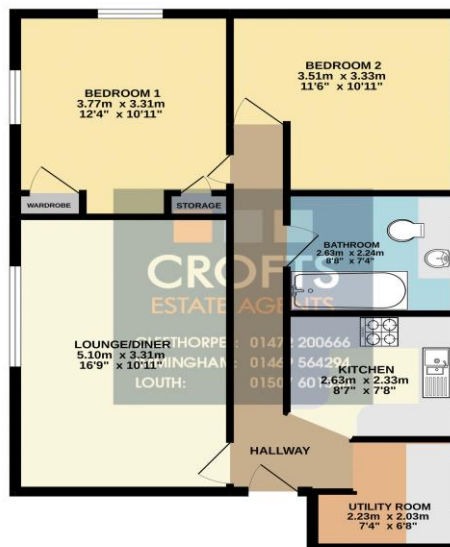 BEDROOM 1
3.77m x 3.31m
12'4" x 10'11"
BEDROOM 2
3.51m x 3.33m
11'6" x 10'11"
WARDROBE
STORAGE
BATHROOM
2.63m x 2.24m
8'8" x 7'4"
CROFTS
ESTATE AGENTS
01472 200666
LOUNGE/DINER
5.10m x 3.31m
16'9" x 10'11"
564294
LOUTH:
KITCHEN
2.63m x 2.33m
8'7" x 7'8"
HALLWAY
UTILITY ROOM
2.23m x 2.03m
7'4" x 6'8"